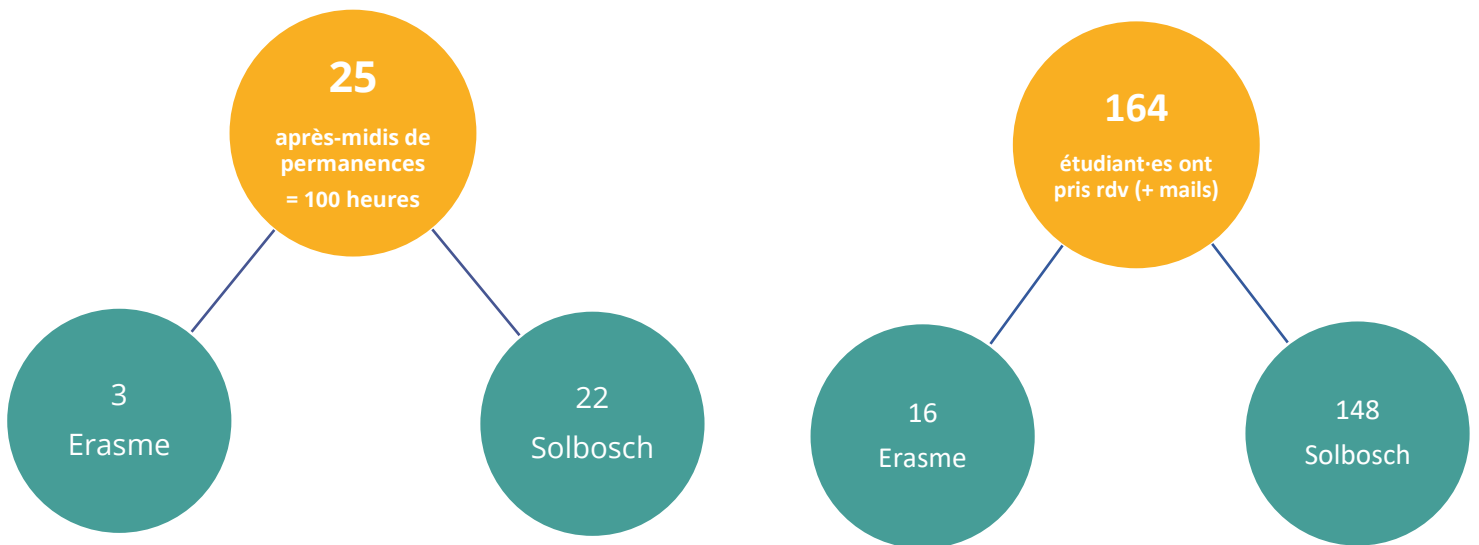 25
après-midis de
permanences
= 100 heures
3
Erasme
22
Solbosch
164
étudiant·es ont
pris rdv (+ mails)
16
Erasme
148
Solbosch